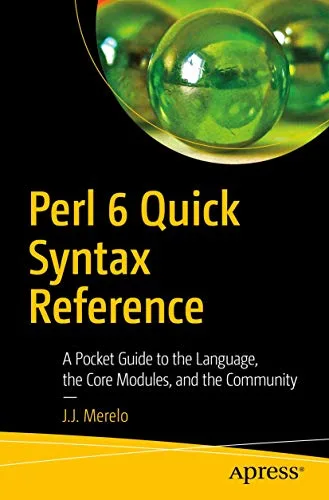 Perl 6 Quick
Syntax
Reference
A Pocket Guide to the Language,
the Core Modules, and the Community
—
J.J. Merelo
Apress®